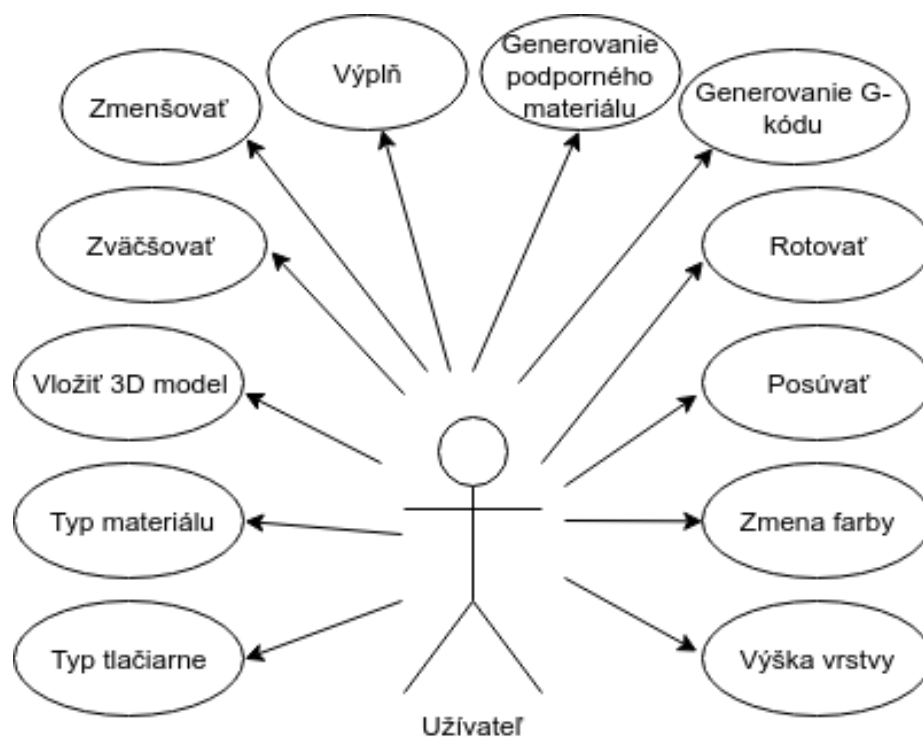 Generovanie
podporného
materiálu
Výplň
Zmenšovať
Generovanie G-
kódu
Zväčšovať
Rotovať
Vložiť 3D model
Posúvať
Typ materiálu
Zmena farby
Typ tlačiarne
Výška vrstvy
Užívateľ